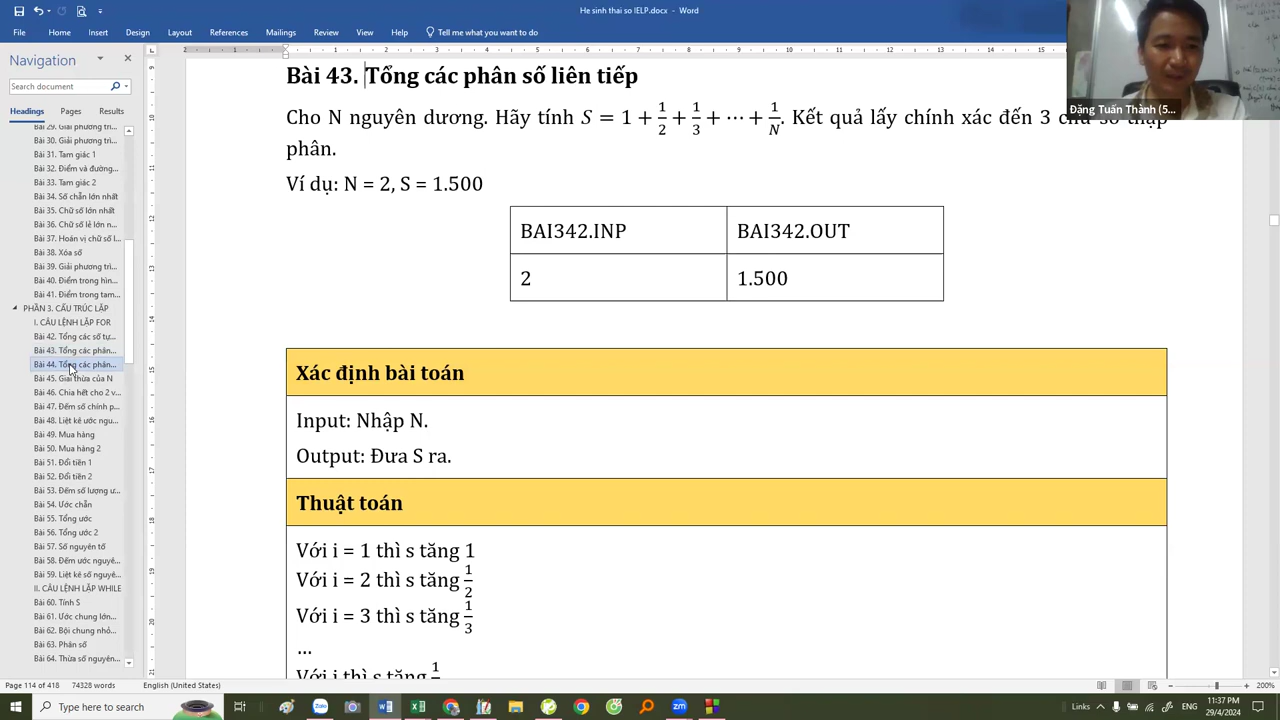 He sinh thai so IELP.docx - Word
File Home Insert Design Layout References Mailings Review View Help Tell me what you want to do
Navigation
Search document
Headings Pages Results
Bài 29. Giải phương trì...
Bài 30. Giải phương trì...
Bài 31. Tam giác 1
Bài 32. Điểm và đường...
Bài 33. Tam giác 2
Bài 34. Số chẵn lớn nhất
Bài 35. Chữ số lớn nhất
Bài 36. Chữ số lẻ lớn n...
Bài 37. Hoán vị chữ số l...
Bài 38. Xóa số
Bài 39. Giải phương trì...
Bài 40. Điểm trong hìn...
Bài 41. Điểm trong tam...
PHẦN 3. CẤU TRÚC LẶP
I. CÂU LỆNH LẶP FOR
Bài 42. Tổng các số tự...
Bài 43. Tổng các phân...
Bài 44. Tổng các phân...
Bài 45. Giai thừa của N
Bài 46. Chia hết cho 2 v...
Bài 47. Đếm số chính p...
Bài 48. Liệt kê ước ngu...
Bài 49. Mua hàng
Bài 50. Mua hàng 2
Bài 51. Đổi tiền 1
Bài 52. Đổi tiền 2
Bài 53. Đếm số lượng ư...
Bài 54. Ước chẵn
Bài 55. Tổng ước
Bài 56. Tổng ước 2
Bài 57. Số nguyên tố
Bài 58. Đếm ước nguyê...
Bài 59. Liệt kê số nguyê...
II. CÂU LỆNH LẶP WHILE
Bài 60. Tính S
Bài 61. Ước chung lớn...
Bài 62. Bội chung nhỏ...
Bài 63. Phân số
Bài 64. Thừa số nguyên...
Bài 43. Tổng các phân số liên tiếp
Cho N nguyên dương. Hãy tính S = 1 + 1/2 + 1/3 + ⋯ + 1/N. Kết quả lấy chính xác đến 3 chữ số thập
phân.
Ví dụ: N = 2, S = 1.500
BAI342.INP BAI342.OUT
2 1.500
Xác định bài toán
Input: Nhập N.
Output: Đưa S ra.
Thuật toán
Với i = 1 thì s tăng 1
Với i = 2 thì s tăng 1/2
Với i = 3 thì s tăng 1/3
...
Với i thì s tăng 1
Đặng Tuấn Thành (5...
Page 114 of 418 74328 words English (United States) 200%
Links 11:37 PM
29/4/2024